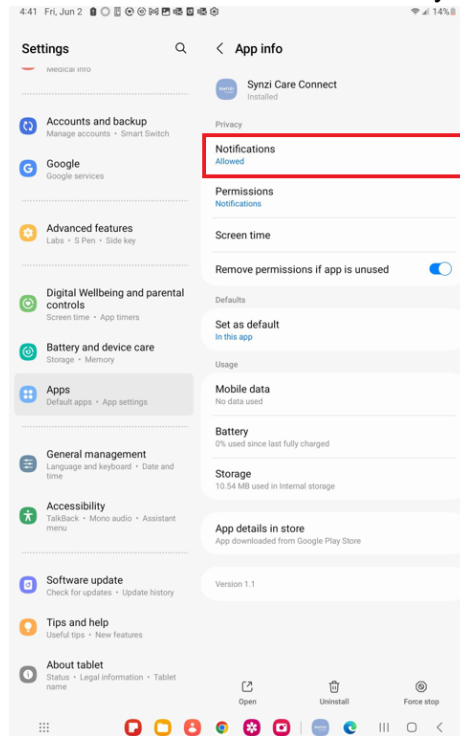 4:41 Fri, Jun 2
14%
Settings
Medical info
Accounts and backup
Manage accounts • Smart Switch
Google
Google services
Advanced features
Labs • S Pen • Side key
Digital Wellbeing and parental
controls
Screen time • App timers
Battery and device care
Storage • Memory
Apps
Default apps • App settings
General management
Language and keyboard • Date and
time
Accessibility
TalkBack • Mono audio • Assistant
menu
Software update
Check for updates • Update history
Tips and help
Useful tips • New features
About tablet
Status • Legal information • Tablet
name
App info
Synzi Care Connect
Installed
Privacy
Notifications
Allowed
Permissions
Notifications
Screen time
Remove permissions if app is unused
Defaults
Set as default
In this app
Usage
Mobile data
No data used
Battery
0% used since last fully charged
Storage
10.54 MB used in Internal storage
App details in store
App downloaded from Google Play Store
Version 1.1
Open
Uninstall
Force stop